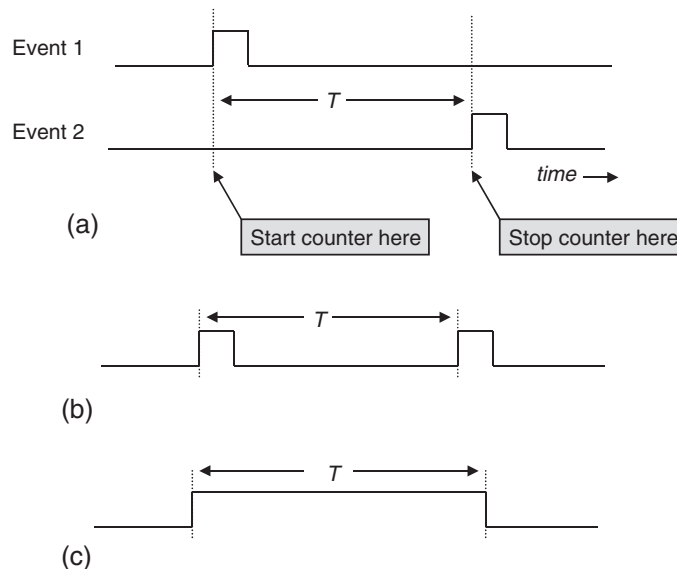 Event 1
T
Event 2
time
Start counter here
Stop counter here
(a)
T
(b)
T
(c)